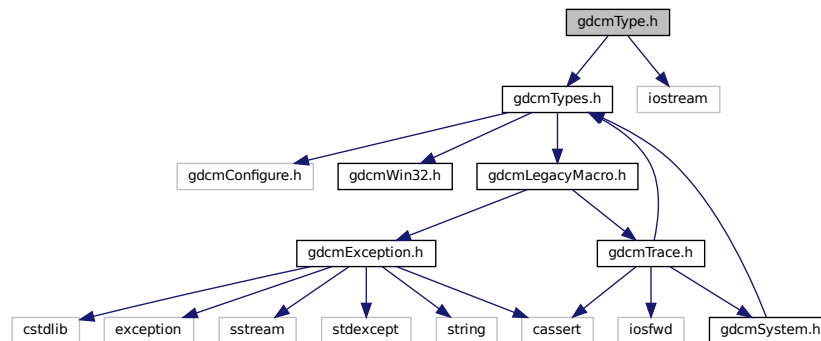 gdcmType.h
gdcmTypes.h
iostream
gdcmConfigure.h
gdcmWin32.h
gdcmLegacyMacro.h
gdcmException.h
gdcmTrace.h
cstdlib
exception
sstream
stdexcept
string
cassert
iosfwd
gdcmSystem.h